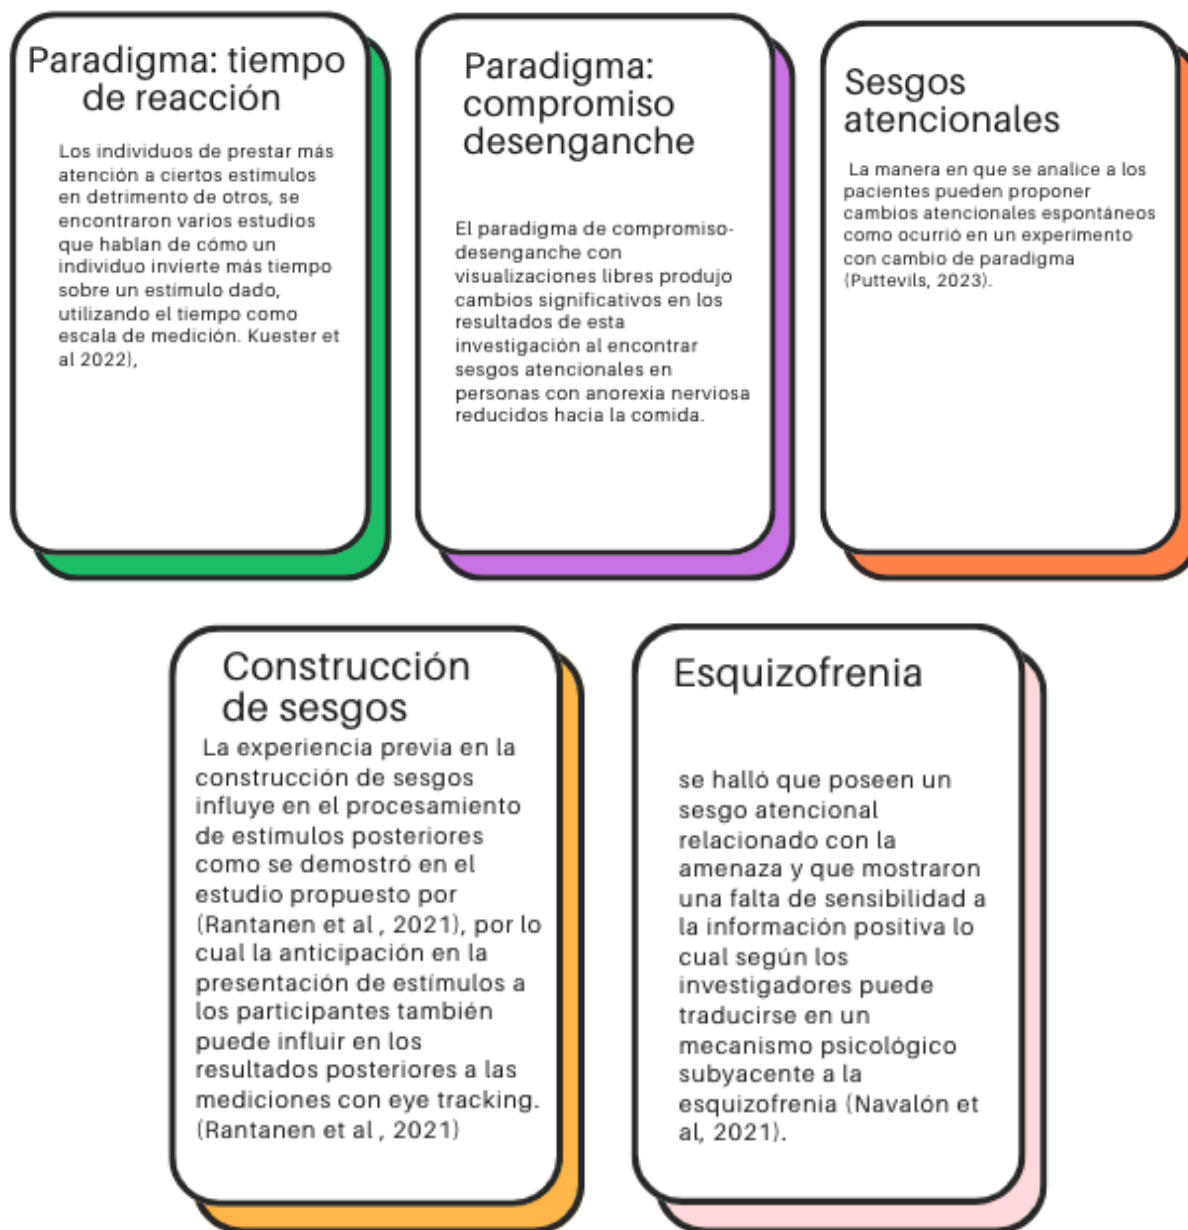 Paradigma: tiempo
de reacción
Los individuos de prestar más
atención a ciertos estímulos
en detrimento de otros, se
encontraron varios estudios
que hablan de cómo un
individuo invierte más tiempo
sobre un estímulo dado,
utilizando el tiempo como
escala de medición. Kuester et
al 2022),
Paradigma:
compromiso
desenganche
El paradigma de compromiso-
desenganche con
visualizaciones libres produjo
cambios significativos en los
resultados de esta
investigación al encontrar
sesgos atencionales en
personas con anorexia nerviosa
reducidos hacia la comida.
Sesgos
atencionales
La manera en que se analice a los
pacientes pueden proponer
cambios atencionales espontáneos
como ocurrió en un experimento
con cambio de paradigma
(Puttevils, 2023).
Construcción
de sesgos
La experiencia previa en la
construcción de sesgos
influye en el procesamiento
de estímulos posteriores
como se demostró en el
estudio propuesto por
(Rantanen et al , 2021), por lo
cual la anticipación en la
presentación de estímulos a
los participantes también
puede influir en los
resultados posteriores a las
mediciones con eye tracking.
(Rantanen et al , 2021)
Esquizofrenia
se halló que poseen un
sesgo atencional
relacionado con la
amenaza y que mostraron
una falta de sensibilidad a
la información positiva lo
cual según los
investigadores puede
traducirse en un
mecanismo psicológico
subyacente a la
esquizofrenia (Navalón et
al, 2021).